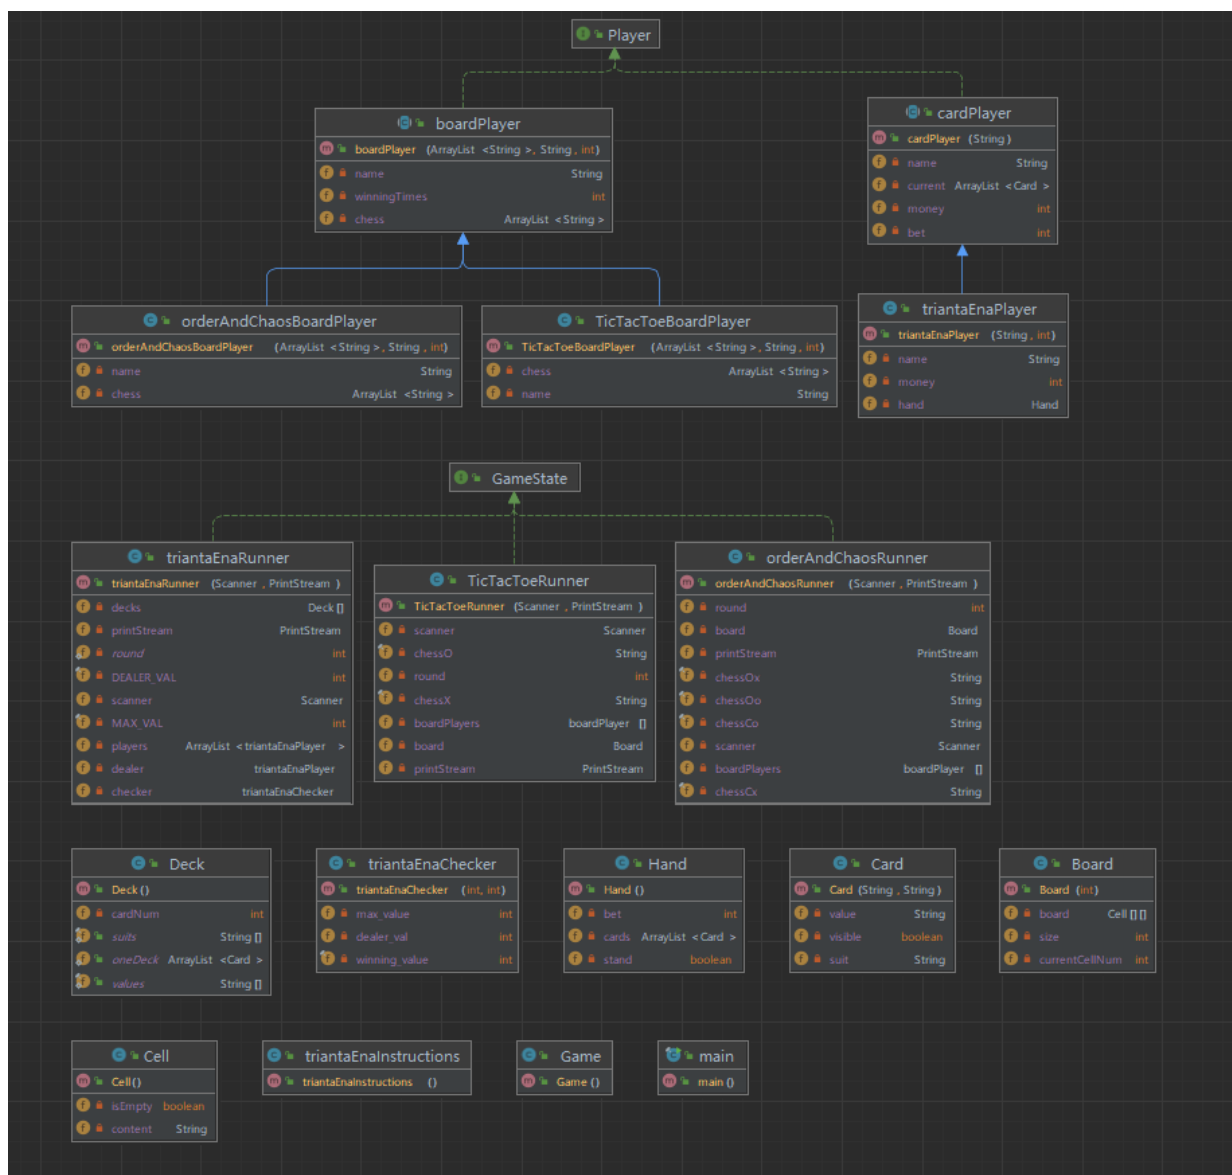 Player
boardPlayer
boardPlayer (ArrayList <String>, String, int)
name String
winningTimes int
chess ArrayList <String>
cardPlayer
cardPlayer (String)
name String
current ArrayList <Card>
money int
bet int
orderAndChaosBoardPlayer
orderAndChaosBoardPlayer (ArrayList <String>, String, int)
name String
chess ArrayList <String>
TicTacToeBoardPlayer
TicTacToeBoardPlayer (ArrayList <String>, String, int)
chess ArrayList <String>
name String
triantaEnaPlayer
triantaEnaPlayer (String, int)
name String
money int
hand Hand
GameState
triantaEnaRunner
triantaEnaRunner (Scanner, PrintStream)
decks Deck[]
printStream PrintStream
round int
DEALER_VAL int
scanner Scanner
MAX_VAL int
players ArrayList <triantaEnaPlayer>
dealer triantaEnaPlayer
checker triantaEnaChecker
TicTacToeRunner
TicTacToeRunner (Scanner, PrintStream)
scanner Scanner
chessO String
round int
chessX String
boardPlayers boardPlayer []
board Board
printStream PrintStream
orderAndChaosRunner
orderAndChaosRunner (Scanner, PrintStream)
round int
board Board
printStream PrintStream
chessOx String
chessOo String
chessCo String
scanner Scanner
boardPlayers boardPlayer []
chessCx String
Deck
Deck()
cardNum int
suits String[]
oneDeck ArrayList <Card>
values String[]
triantaEnaChecker
triantaEnaChecker (int, int)
max_value int
dealer_val int
winning_value int
Hand
Hand()
bet int
cards ArrayList <Card>
stand boolean
Card
Card (String, String)
value String
visible boolean
suit String
Board
Board (int)
board Cell[][]
size int
currentCellNum int
Cell
Cell()
isEmpty boolean
content String
triantaEnaInstructions
triantaEnaInstructions ()
Game
Game()
main
main()